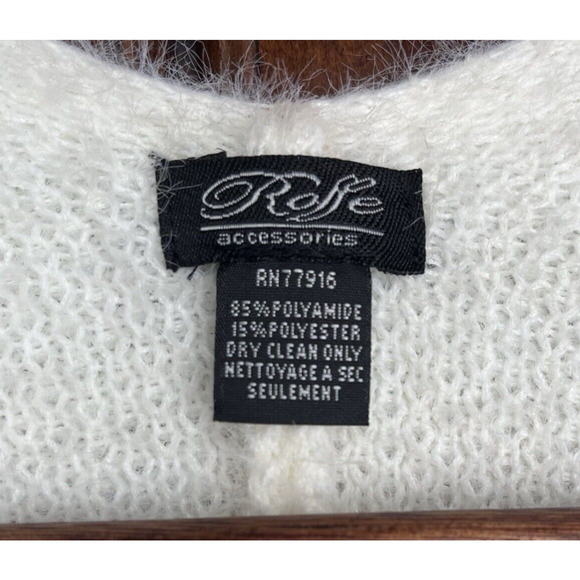 Roffe
accessories
RN77916
85%POLYAMIDE
15%POLYESTER
DRY CLEAN ONLY
NETTOYAGE A SEC
SEULEMENT